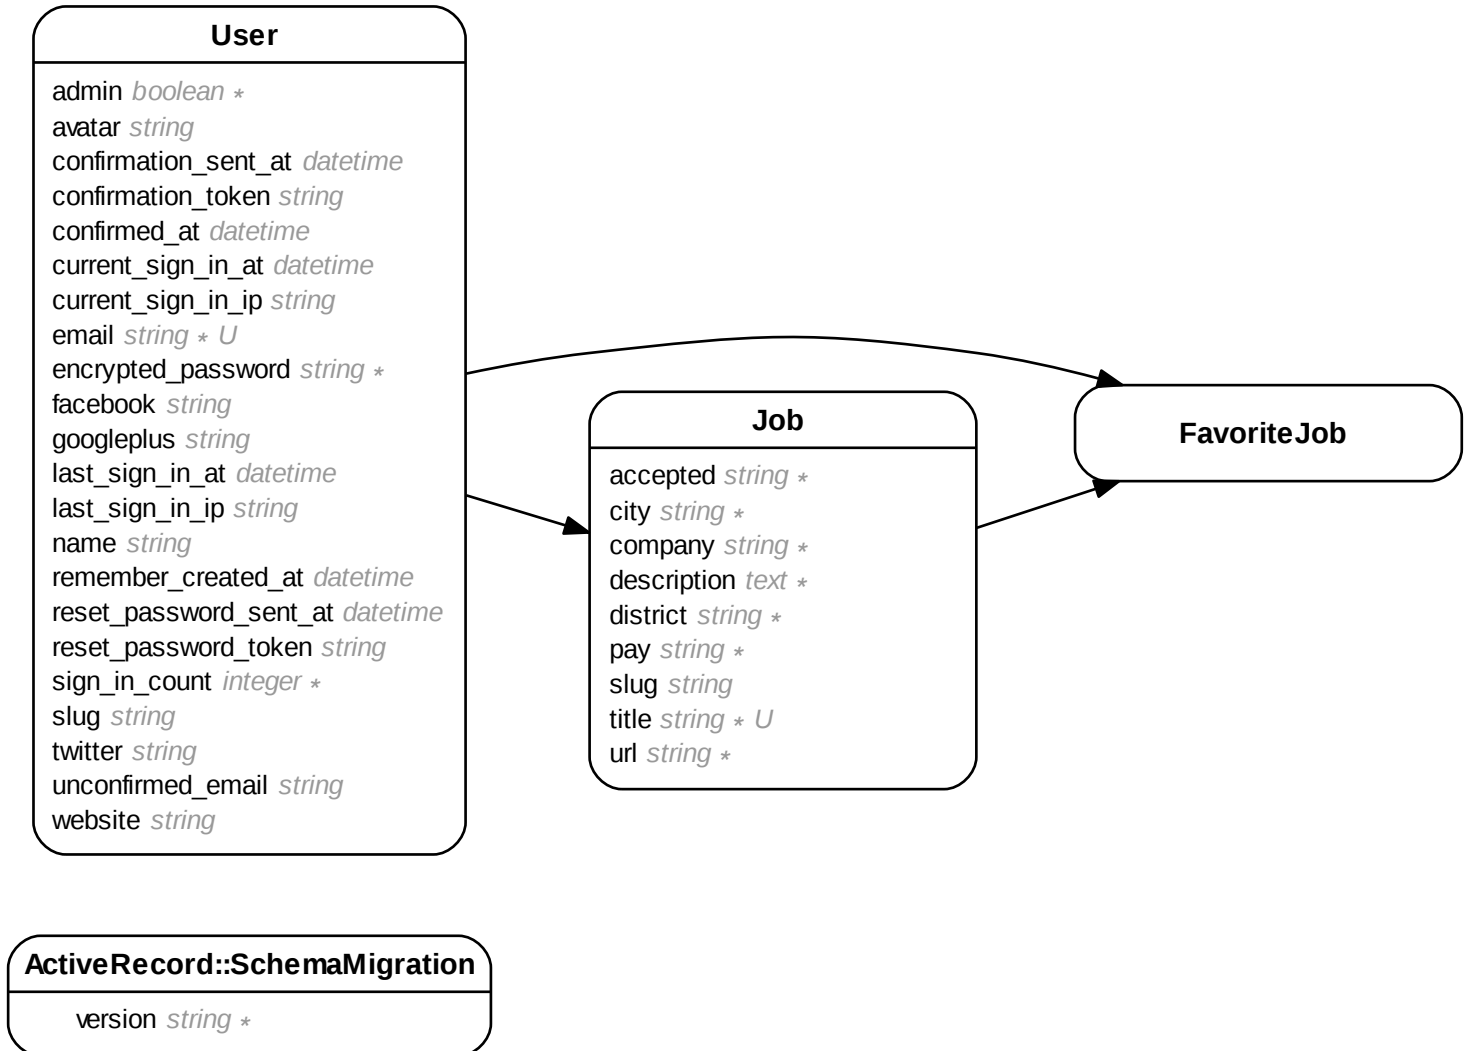 User
admin boolean *
avatar string
confirmation_sent_at datetime
confirmation_token string
confirmed_at datetime
current_sign_in_at datetime
current_sign_in_ip string
email string * U
encrypted_password string *
facebook string
googleplus string
last_sign_in_at datetime
last_sign_in_ip string
name string
remember_created_at datetime
reset_password_sent_at datetime
reset_password_token string
sign_in_count integer *
slug string
twitter string
unconfirmed_email string
website string
Job
accepted string *
city string *
company string *
description text *
district string *
pay string *
slug string
title string * U
url string *
FavoriteJob
ActiveRecord::SchemaMigration
version string *